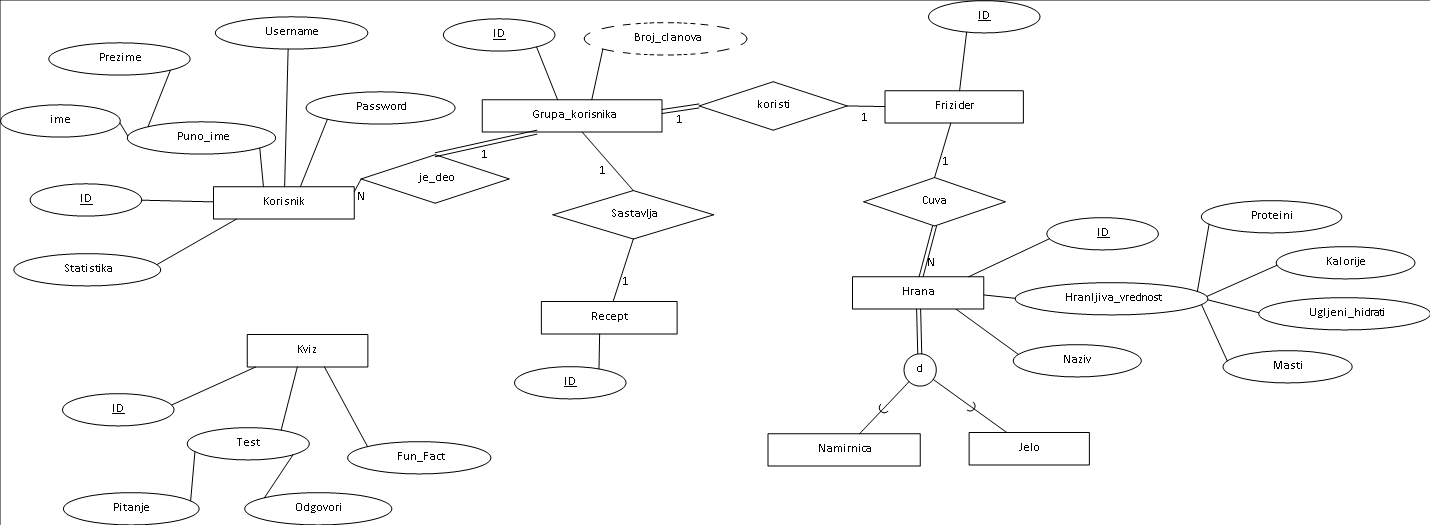 ID
Username
ID
Broj_clanova
Prezime
koristi
Frizider
Password
Grupa_korisnika
ime
1
1
Puno_ime
1
1
1
je_deo
N
ID
Korisnik
Cuva
Sastavlja
Proteini
ID
Statistika
N
Kalorije
1
Hrana
Hranljiva_vrednost
Ugljeni_hidrati
Recept
Kviz
Naziv
Masti
d
ID
ID
Test
Fun_Fact
Namirnica
Jelo
Pitanje
Odgovori